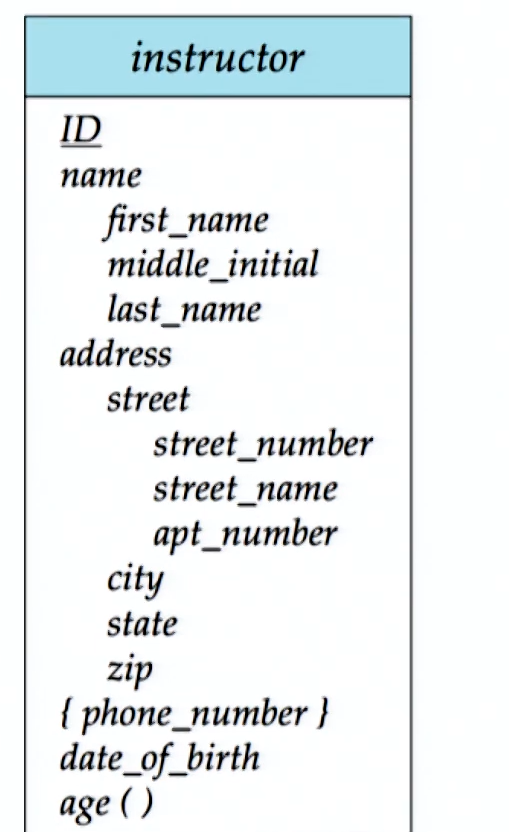 instructor
ID
name
first_name
middle_initial
last_name
address
street
street_number
street_name
apt_number
city
state
zip
{ phone_number }
date_of_birth
age ( )